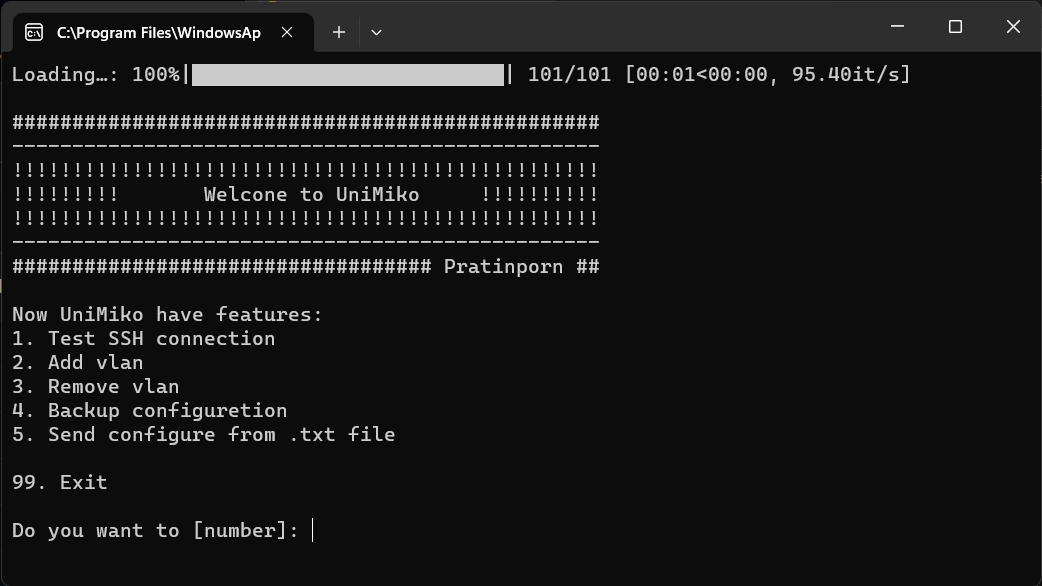 C:\Program Files\WindowsAp
Loading…: 100%| | 101/101 [00:01<00:00, 95.40it/s]
#################################################
-------------------------------------------------
!!!!!!!!!!!!!!!!!!!!!!!!!!!!!!!!!!!!!!!!!!!!!!!!!
!!!!!!!!!       Welcone to UniMiko     !!!!!!!!!!
!!!!!!!!!!!!!!!!!!!!!!!!!!!!!!!!!!!!!!!!!!!!!!!!!
-------------------------------------------------
################################### Pratinporn ##
Now UniMiko have features:
1. Test SSH connection
2. Add vlan
3. Remove vlan
4. Backup configuretion
5. Send configure from .txt file
99. Exit
Do you want to [number]: